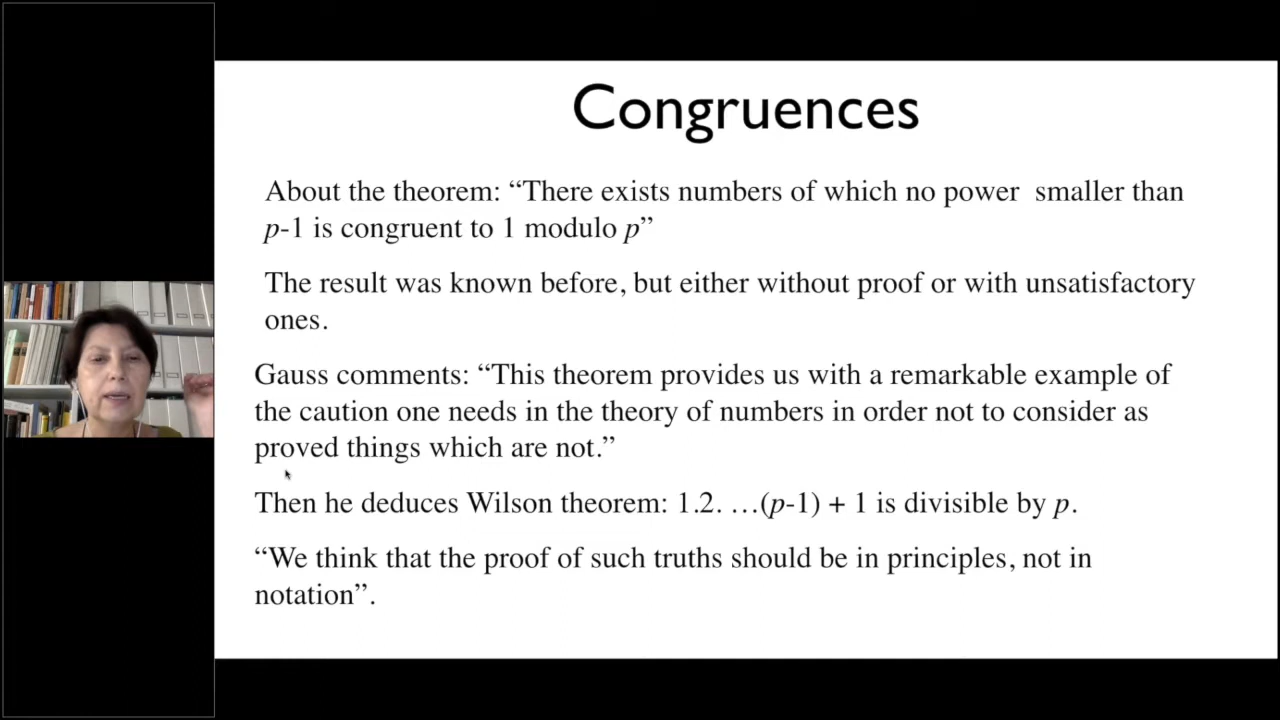 Congruences
About the theorem: “There exists numbers of which no power smaller than
p-1 is congruent to 1 modulo p”
The result was known before, but either without proof or with unsatisfactory
ones.
Gauss comments: “This theorem provides us with a remarkable example of
the caution one needs in the theory of numbers in order not to consider as
proved things which are not.”
Then he deduces Wilson theorem: 1.2. …(p-1) + 1 is divisible by p.
“We think that the proof of such truths should be in principles, not in
notation”.